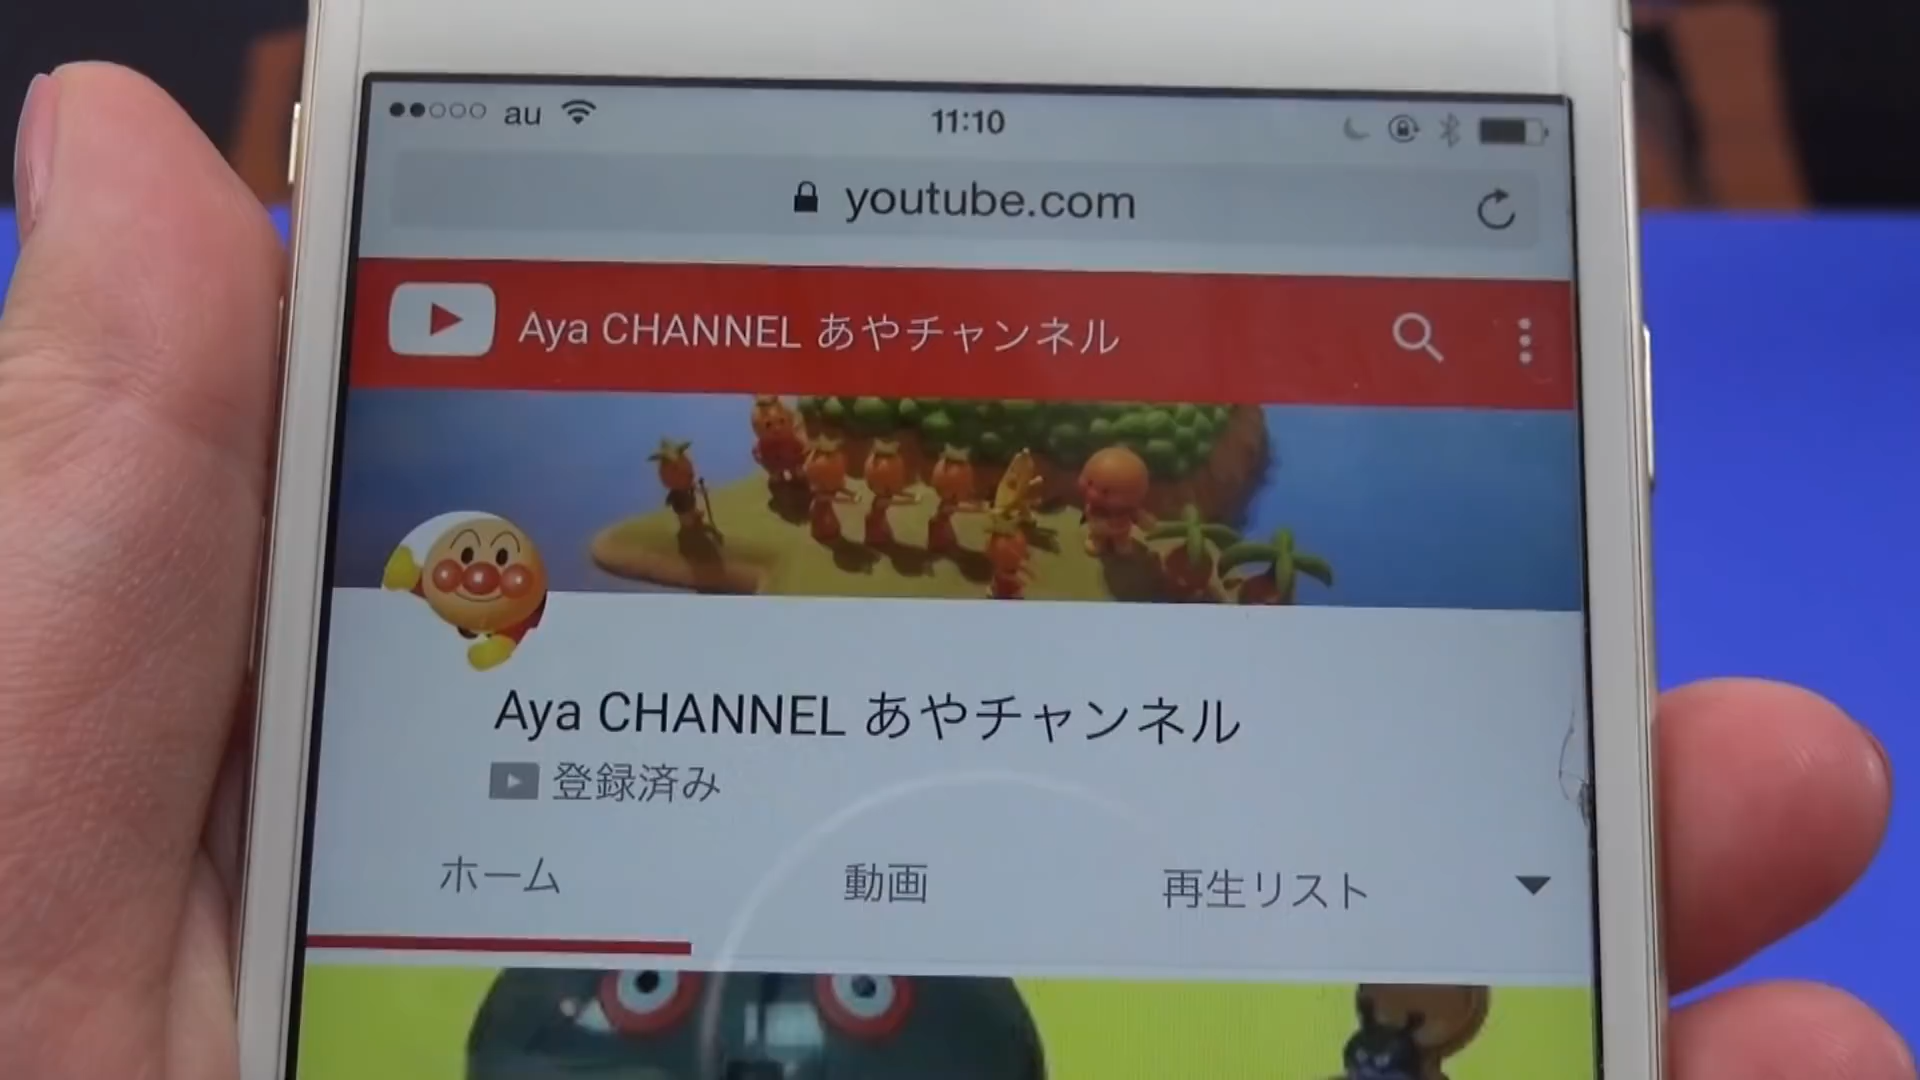 au 11:10
youtube.com
Aya CHANNEL あやチャンネル
Aya CHANNEL あやチャンネル
登録済み
ホーム 動画 再生リスト